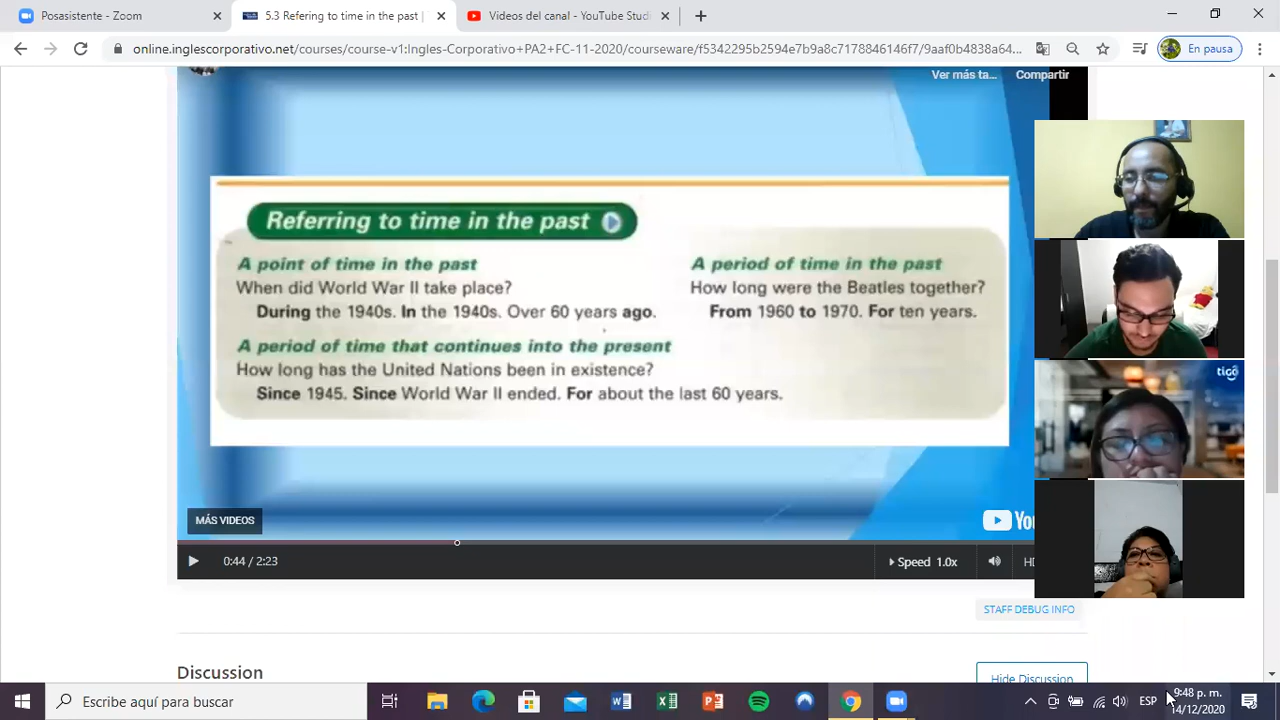 Posasistente - Zoom
5.3 Refering to time in the past |
Videos del canal - YouTube Studi
online.inglescorporativo.net/courses/course-v1:Ingles-Corporativo+PA2+FC-11-2020/courseware/f5342295b2594e7b9a8c7178846146f7/9aaf0b4838a64...
En pausa
Ver más ta...
Compartir
Referring to time in the past
A point of time in the past
When did World War II take place?
During the 1940s. In the 1940s. Over 60 years ago.
A period of time in the past
How long were the Beatles together?
From 1960 to 1970. For ten years.
A period of time that continues into the present
How long has the United Nations been in existence?
Since 1945. Since World War II ended. For about the last 60 years.
tigo
MÁS VIDEOS
You
0:44 / 2:23
Speed 1.0x
HD
STAFF DEBUG INFO
Discussion
Hide Discussion
Escribe aquí para buscar
ESP
9:48 p. m.
14/12/2020